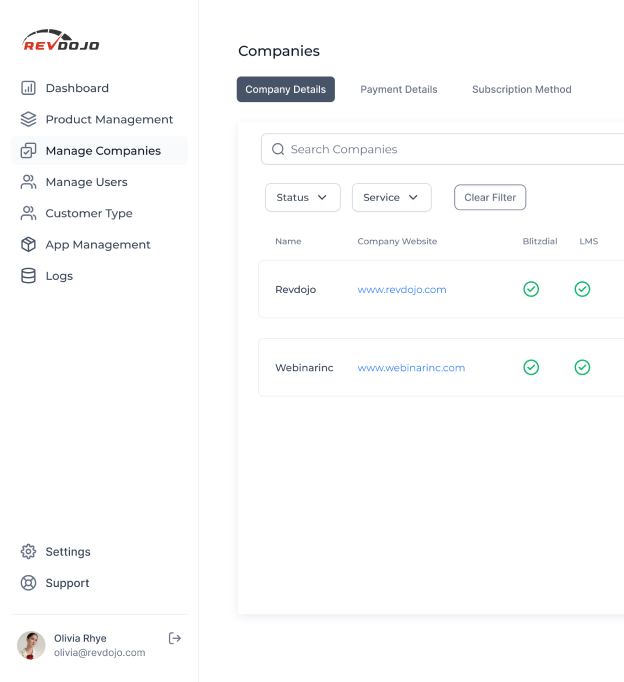 REVDOJO
Dashboard
Product Management
Manage Companies
Manage Users
Customer Type
App Management
Logs
Settings
Support
Olivia Rhye
olivia@revdojo.com
Companies
Company Details Payment Details Subscription Method
Search Companies
Status Service Clear Filter
Name Company Website Blitzdial LMS
Revdojo www.revdojo.com
Webinarinc www.webinarinc.com